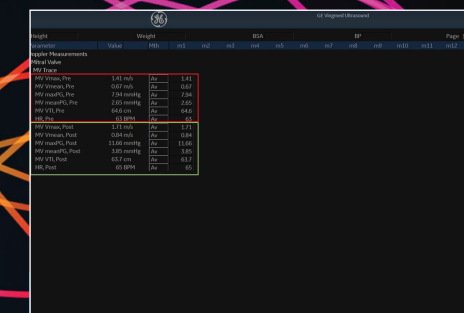 GE Vingmed Ultrasound
Height Weight BSA BP Page
Parameter Value Mth m1 m2 m3 m4 m5 m6 m7 m8 m9 m10 m11 m12
oppler Measurements
Mitral Valve
MV Trace
MV Vmax, Pre 1.41 m/s Av 1.41
MV Vmean, Pre 0.67 m/s Av 0.67
MV maxPG, Pre 7.94 mmHg Av 7.94
MV meanPG, Pre 2.65 mmHg Av 2.65
MV VTI, Pre 64.6 cm Av 64.6
HR, Pre 63 BPM Av 63
MV Vmax, Post 1.71 m/s Av 1.71
MV Vmean, Post 0.84 m/s Av 0.84
MV maxPG, Post 11.66 mmHg Av 11.66
MV meanPG, Post 3.85 mmHg Av 3.85
MV VTI, Post 63.7 cm Av 63.7
HR, Post 65 BPM Av 65